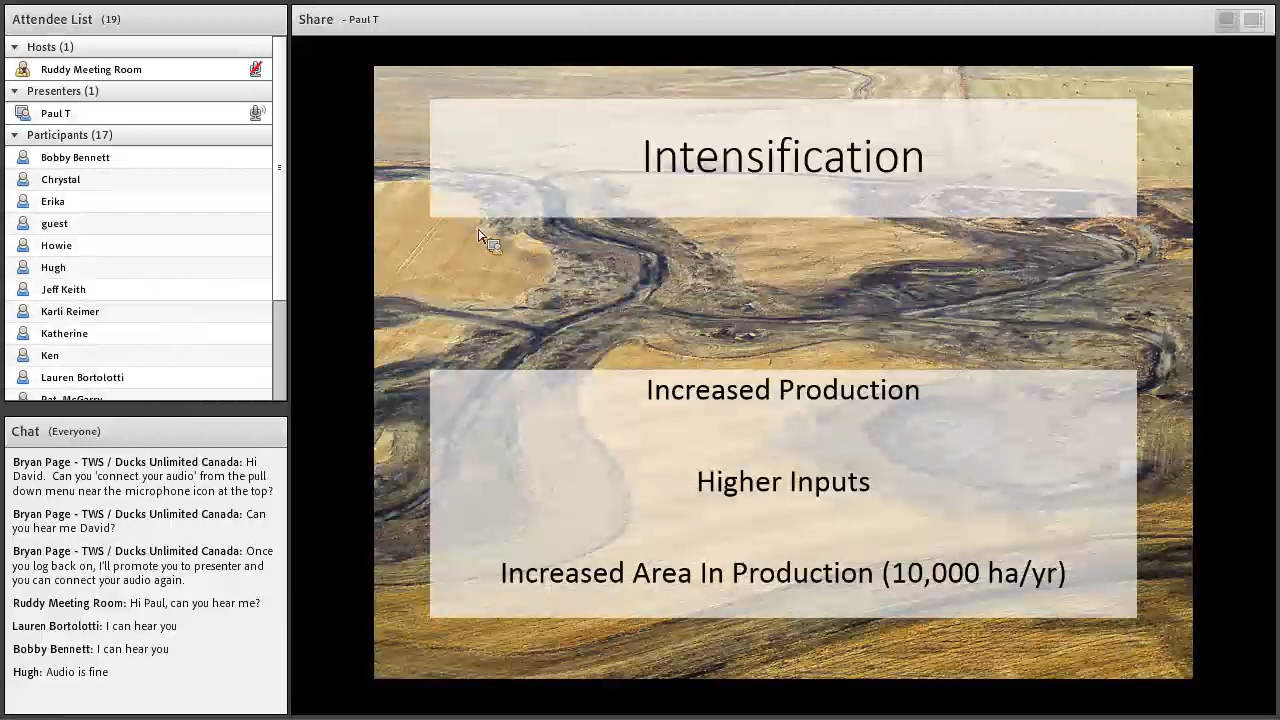 Attendee List (19)
Hosts (1)
Ruddy Meeting Room
Presenters (1)
Paul T
Participants (17)
Bobby Bennett
Chrystal
Erika
guest
Howie
Hugh
Jeff Keith
Karli Reimer
Katherine
Ken
Lauren Bortolotti
Pat McGarry
Chat (Everyone)
Bryan Page - TWS / Ducks Unlimited Canada: Hi
David. Can you 'connect your audio' from the pull
down menu near the microphone icon at the top?
Bryan Page - TWS / Ducks Unlimited Canada: Can
you hear me David?
Bryan Page - TWS / Ducks Unlimited Canada: Once
you log back on, I'll promote you to presenter and
you can connect your audio again.
Ruddy Meeting Room: Hi Paul, can you hear me?
Lauren Bortolotti: I can hear you
Bobby Bennett: I can hear you
Hugh: Audio is fine
Share - Paul T
Intensification
Increased Production
Higher Inputs
Increased Area In Production (10,000 ha/yr)